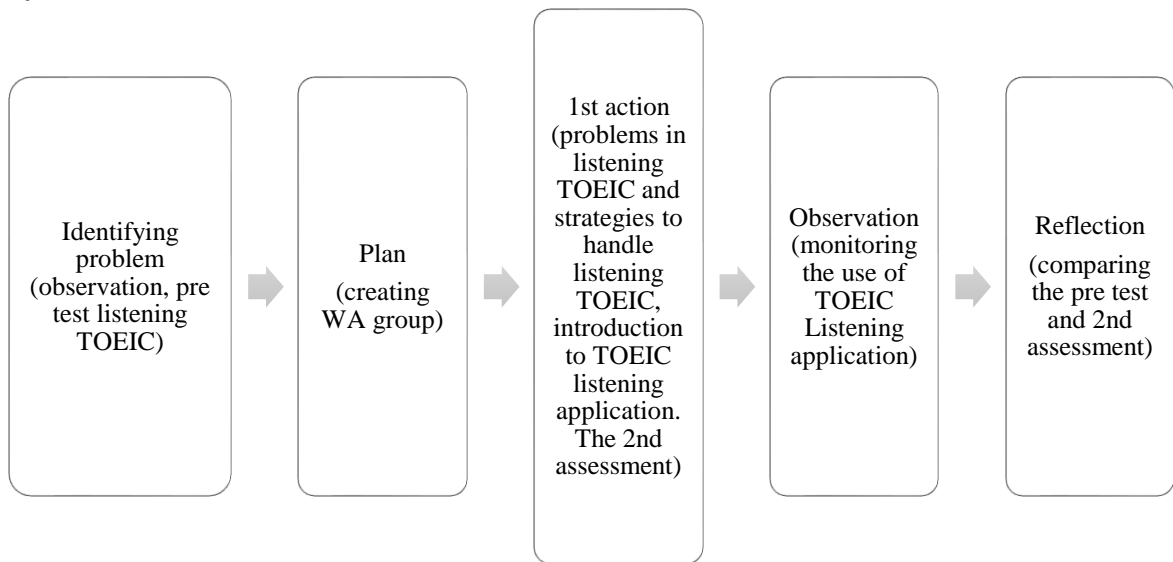 Identifying
problem
(observation, pre
test listening
TOEIC)
Plan
(creating
WA group)
1st action
(problems in
listening
TOEIC and
strategies to
handle
listening
TOEIC,
introduction
to TOEIC
listening
application.
The 2nd
assessment)
Observation
(monitoring
the use of
TOEIC
Listening
application)
Reflection
(comparing
the pre test
and 2nd
assessment)